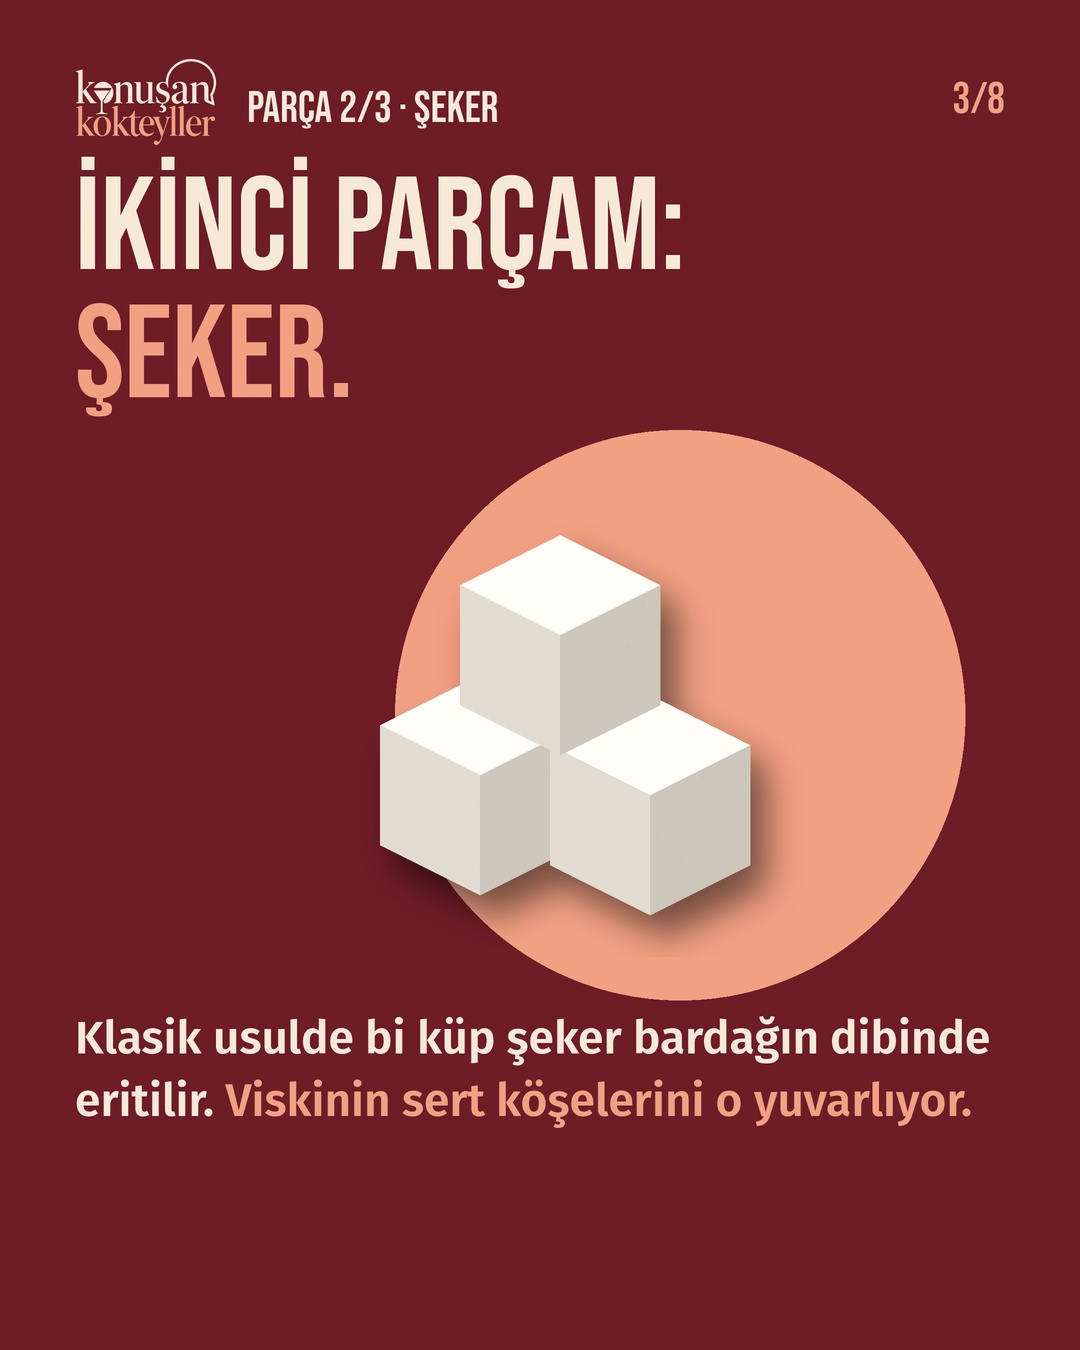 konuşan
kokteyller
PARÇA 2/3 · ŞEKER
3/8
İKİNCİ PARÇAM:
ŞEKER.
Klasik usulde bi küp şeker bardağın dibinde
eritilir. Viskinin sert köşelerini o yuvarlıyor.